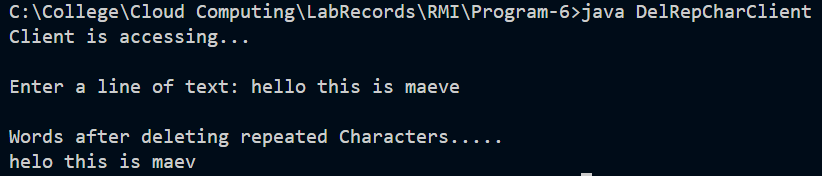 C:\College\Cloud Computing\LabRecords\RMI\Program-6>java DelRepCharClient
Client is accessing...
Enter a line of text: hello this is maeve
Words after deleting repeated Characters.....
helo this is maev